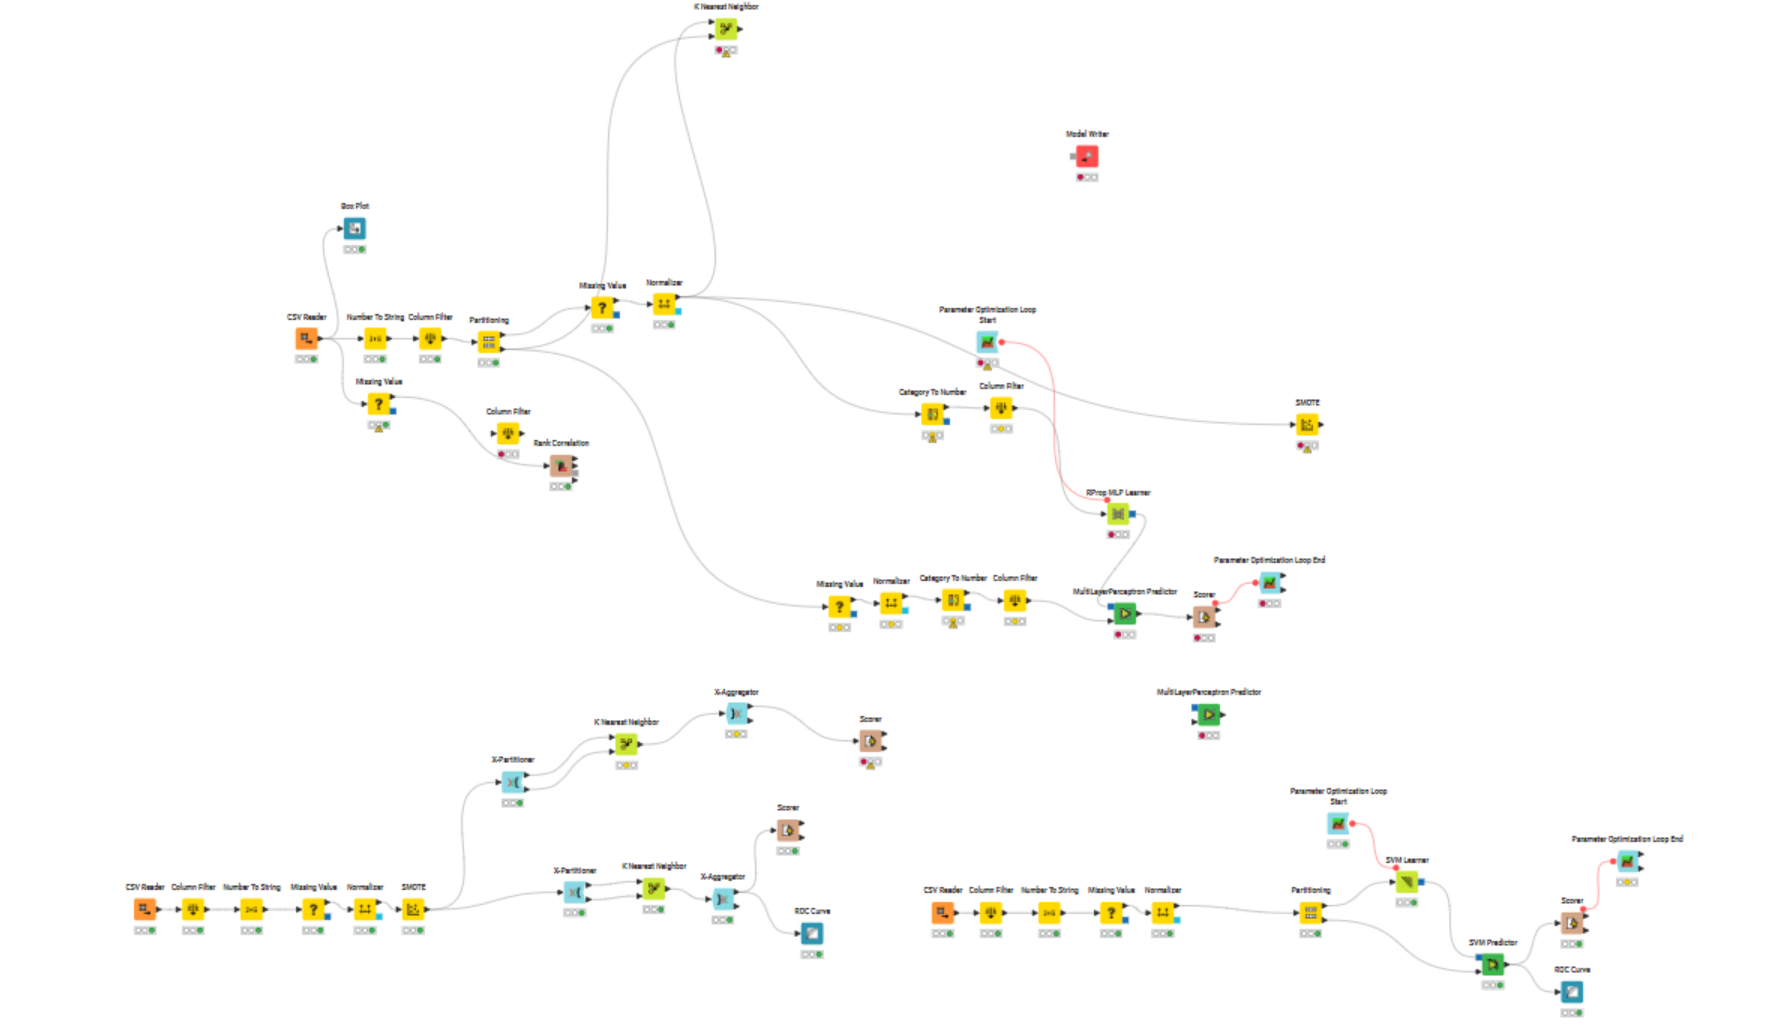 K Nearest Neighbor
Model Writer
Box Plot
Missing Value
Normalizer
CSV Reader
Number To String
Column Filter
Partitioning
Parameter Optimization Loop
Start
Missing Value
Category To Number
Column Filter
SMOTE
Column Filter
Rank Correlation
RProp MLP Learner
Parameter Optimization Loop End
Missing Value
Normalizer
Category To Number
Column Filter
MultiLayerPerceptron Predictor
Scorer
X-Aggregator
MultiLayerPerceptron Predictor
K Nearest Neighbor
Scorer
X-Partitioner
Parameter Optimization Loop
Start
Scorer
Parameter Optimization Loop End
X-Partitioner
K Nearest Neighbor
X-Aggregator
SVM Learner
CSV Reader
Column Filter
Number To String
Missing Value
Normalizer
SMOTE
CSV Reader
Column Filter
Number To String
Missing Value
Normalizer
Partitioning
Scorer
ROC Curve
SVM Predictor
ROC Curve